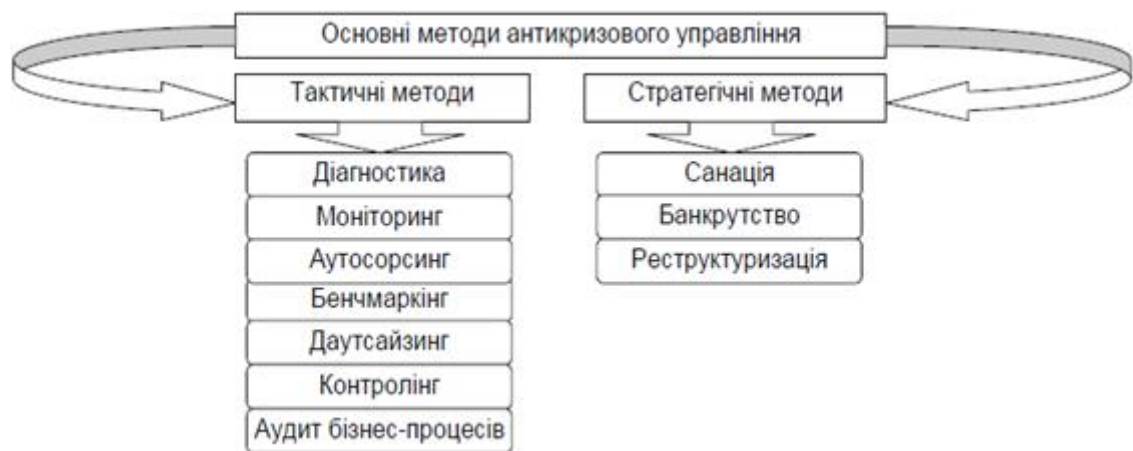 Основні методи антикризового управління
Тактичні методи
Стратегічні методи
Діагностика
Моніторинг
Аутосорсинг
Бенчмаркінг
Даутсайзинг
Контролінг
Аудит бізнес-процесів
Санація
Банкрутство
Реструктуризація